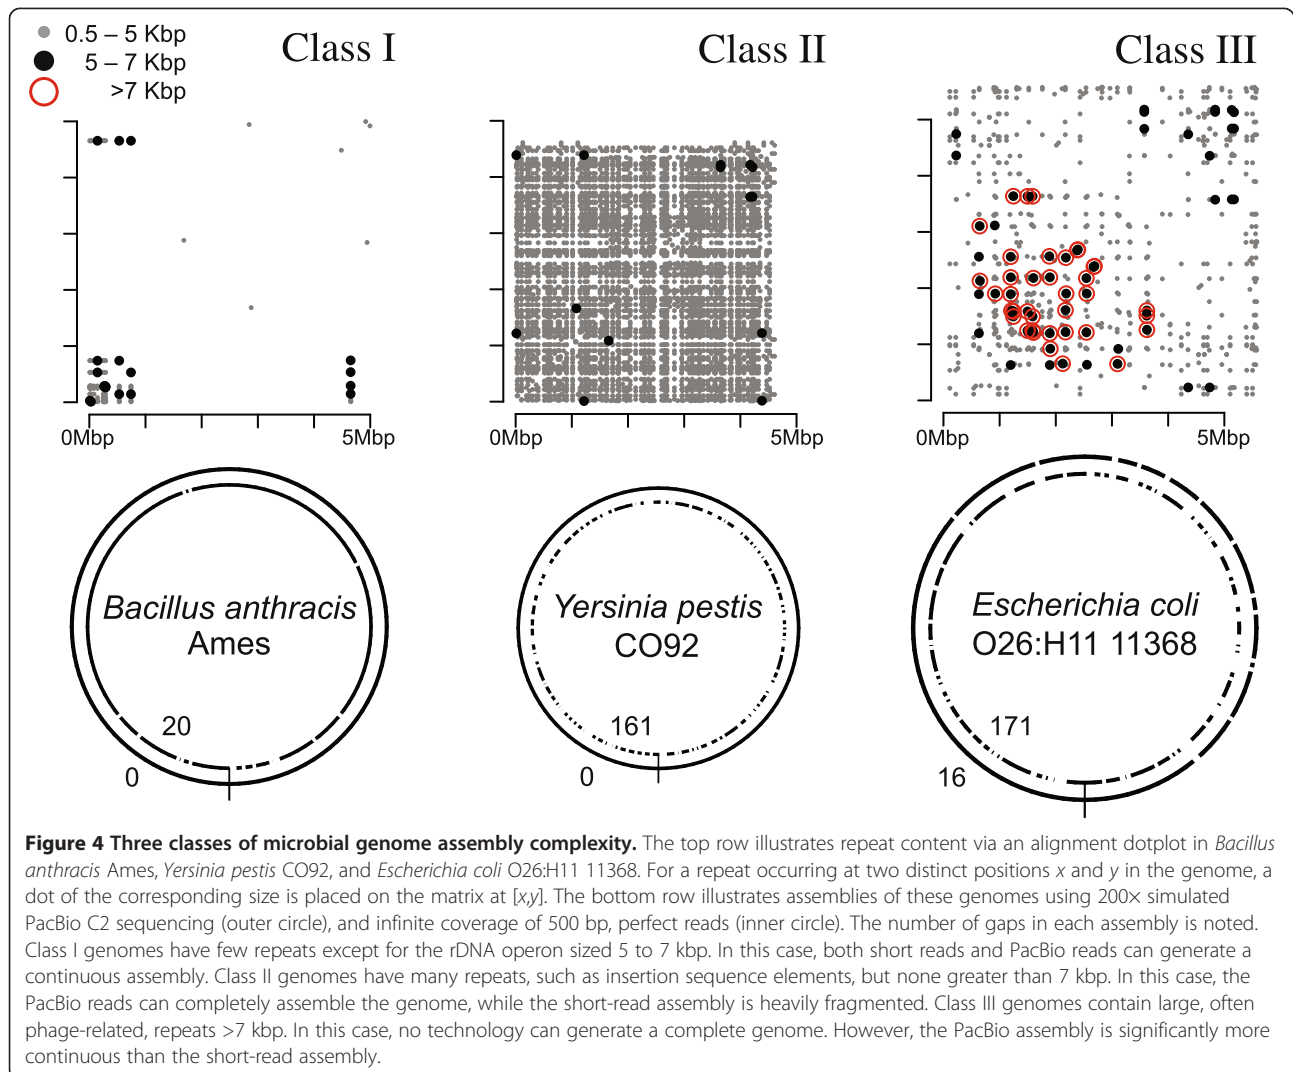 0.5 – 5 Kbp
5 – 7 Kbp
>7 Kbp
Class I
Class II
Class III
0Mbp 5Mbp
0Mbp 5Mbp
0Mbp 5Mbp
Bacillus anthracis
Ames
20
0
Yersinia pestis
CO92
161
0
Escherichia coli
O26:H11 11368
171
16
Figure 4 Three classes of microbial genome assembly complexity. The top row illustrates repeat content via an alignment dotplot in Bacillus
anthracis Ames, Yersinia pestis CO92, and Escherichia coli O26:H11 11368. For a repeat occurring at two distinct positions x and y in the genome, a
dot of the corresponding size is placed on the matrix at [x,y]. The bottom row illustrates assemblies of these genomes using 200× simulated
PacBio C2 sequencing (outer circle), and infinite coverage of 500 bp, perfect reads (inner circle). The number of gaps in each assembly is noted.
Class I genomes have few repeats except for the rDNA operon sized 5 to 7 kbp. In this case, both short reads and PacBio reads can generate a
continuous assembly. Class II genomes have many repeats, such as insertion sequence elements, but none greater than 7 kbp. In this case, the
PacBio reads can completely assemble the genome, while the short-read assembly is heavily fragmented. Class III genomes contain large, often
phage-related, repeats >7 kbp. In this case, no technology can generate a complete genome. However, the PacBio assembly is significantly more
continuous than the short-read assembly.